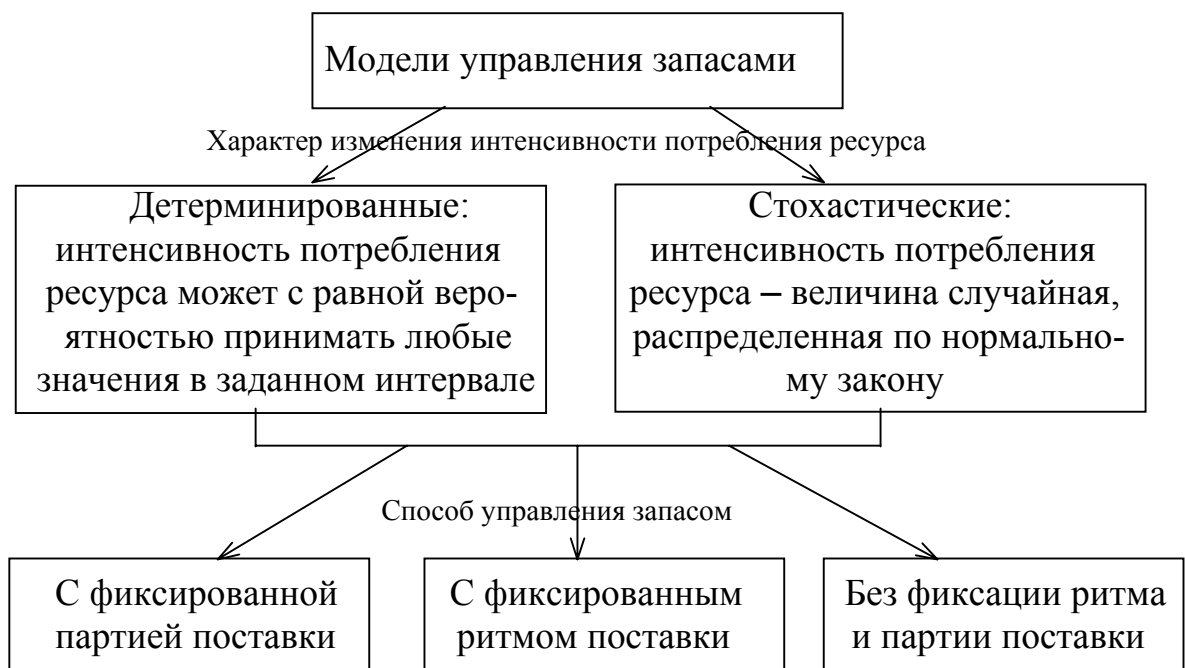 Модели управления запасами
Характер изменения интенсивности потребления ресурса
Детерминированные:
интенсивность потребления
ресурса может с равной веро-
ятностью принимать любые
значения в заданном интервале
Стохастические:
интенсивность потребления
ресурса – величина случайная,
распределенная по нормально-
му закону
Способ управления запасом
С фиксированной
партией поставки
С фиксированным
ритмом поставки
Без фиксации ритма
и партии поставки